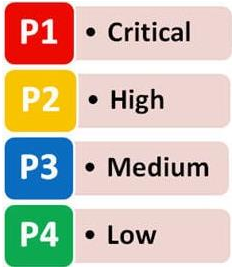 P1 • Critical
P2 • High
P3 • Medium
P4 • Low